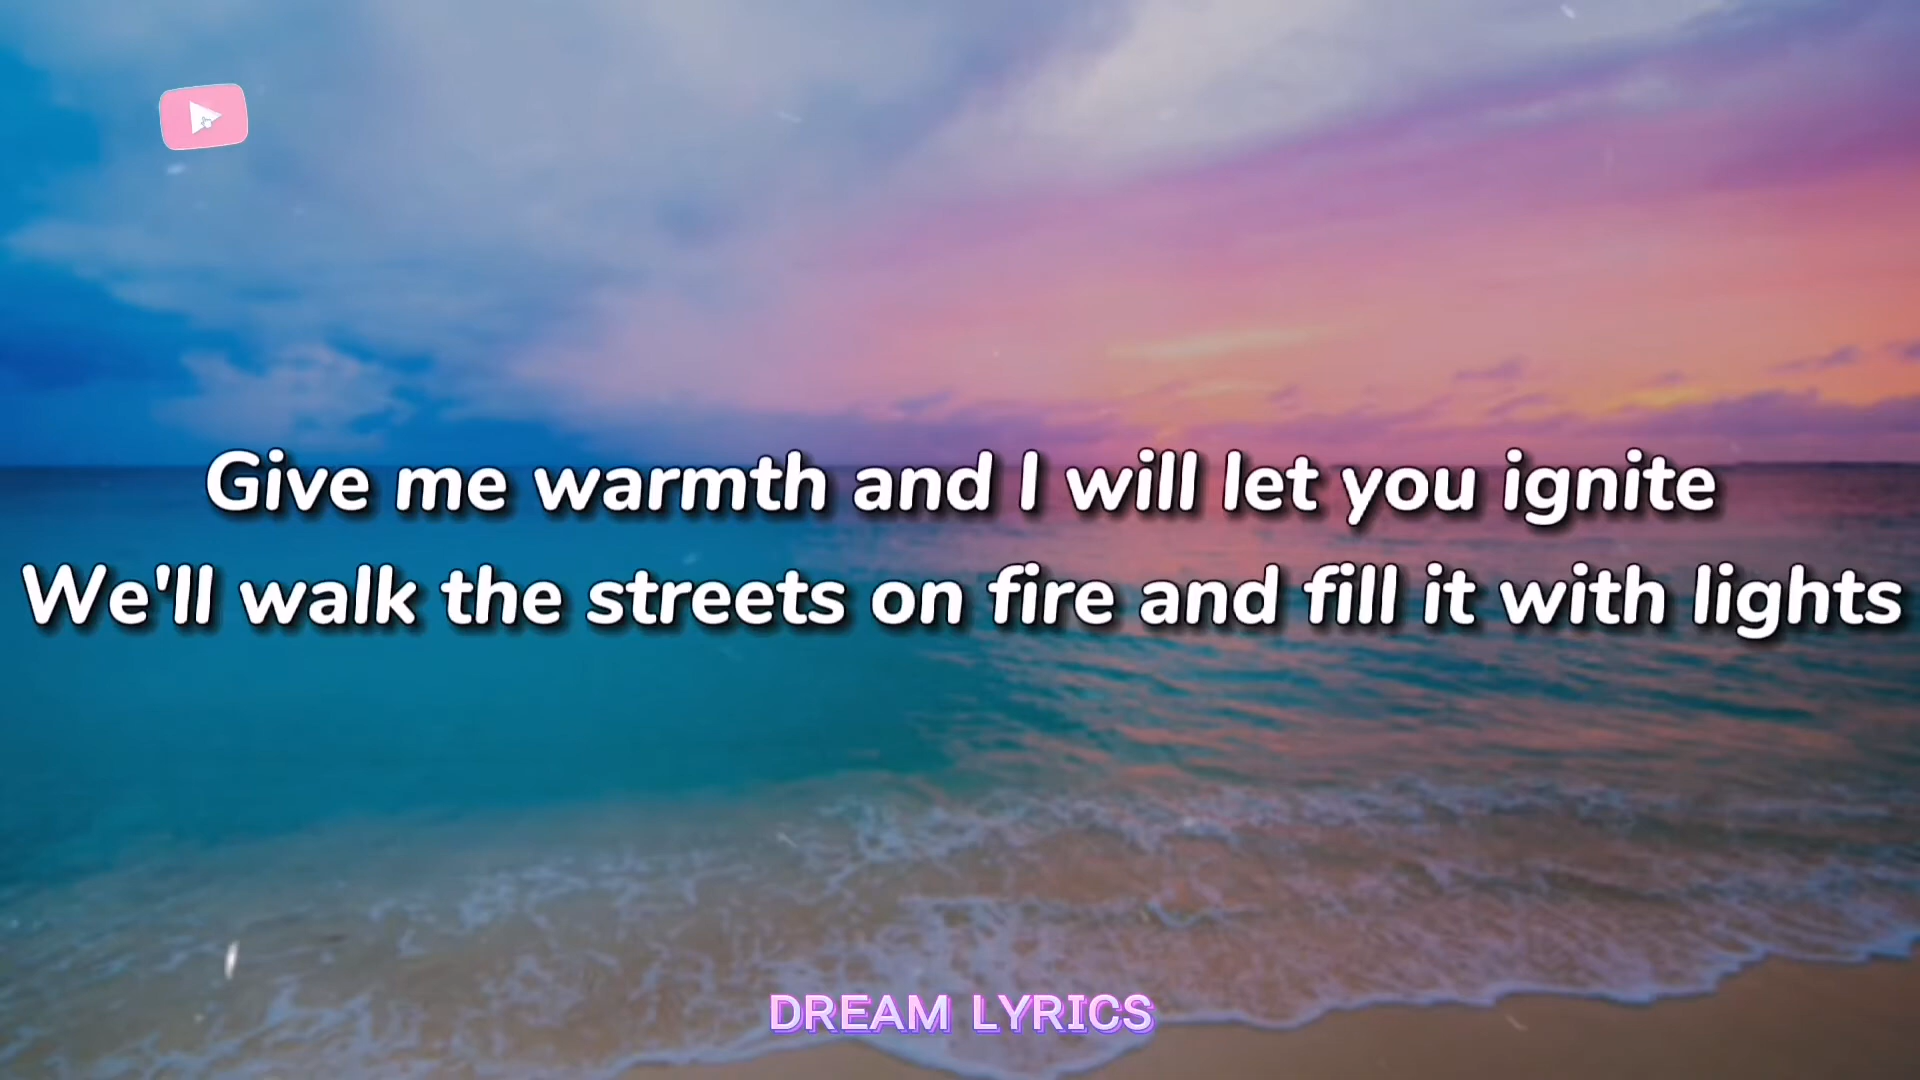 Give me warmth and I will let you ignite
We'll walk the streets on fire and fill it with lights
DREAM LYRICS